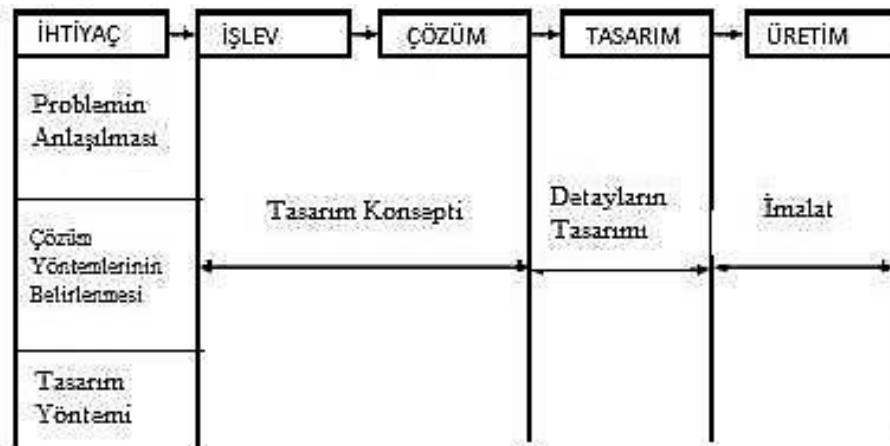 İHTİYAÇ
İŞLEV
ÇÖZÜM
TASARIM
ÜRETİM
Problemin
Anlaşılması
Çözüm
Yöntemlerinin
Belirlenmesi
Tasarım
Yöntemi
Tasarım Konsepti
Detayların
Tasarımı
İmalat